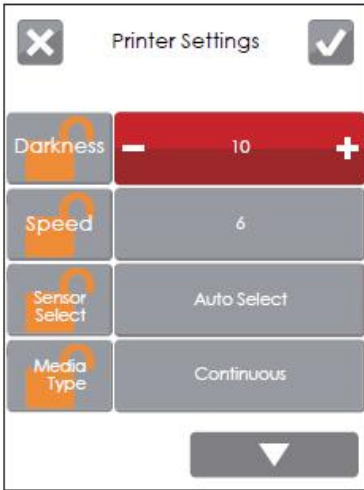 Printer Settings
Darkness
10
Speed
6
Sensor
Select
Auto Select
Media
Type
Continuous